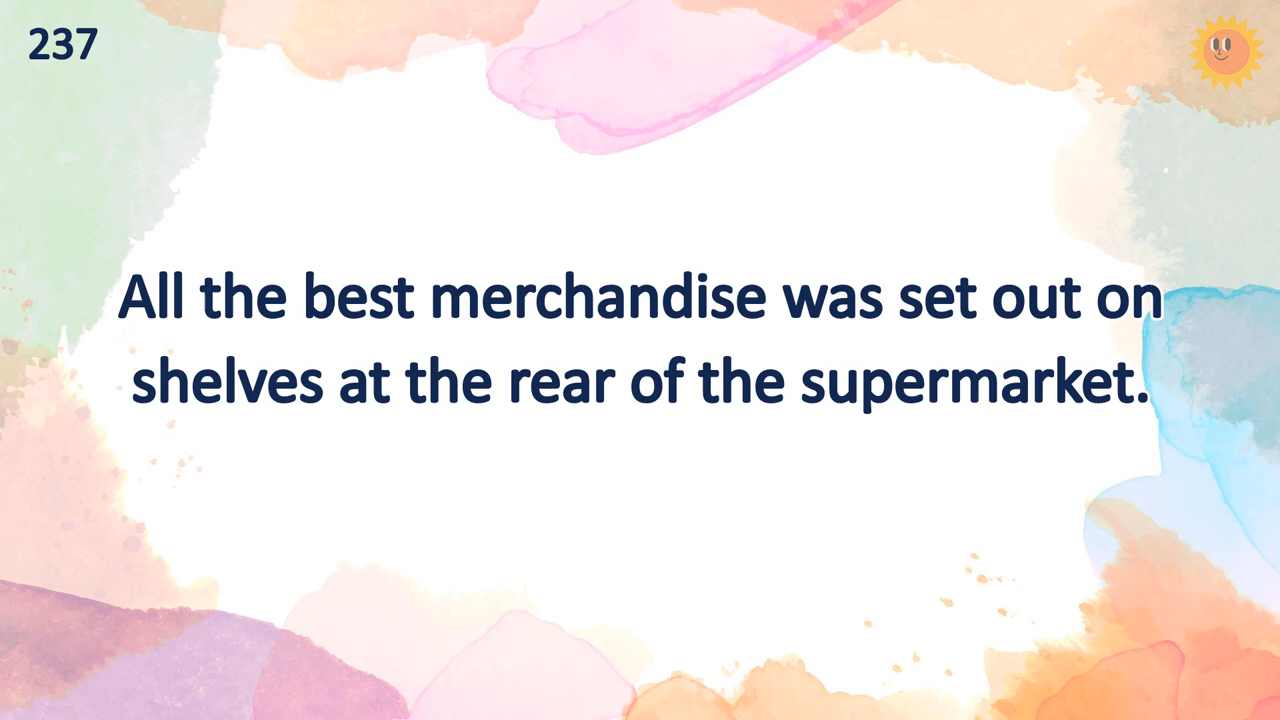 237
All the best merchandise was set out on
shelves at the rear of the supermarket.